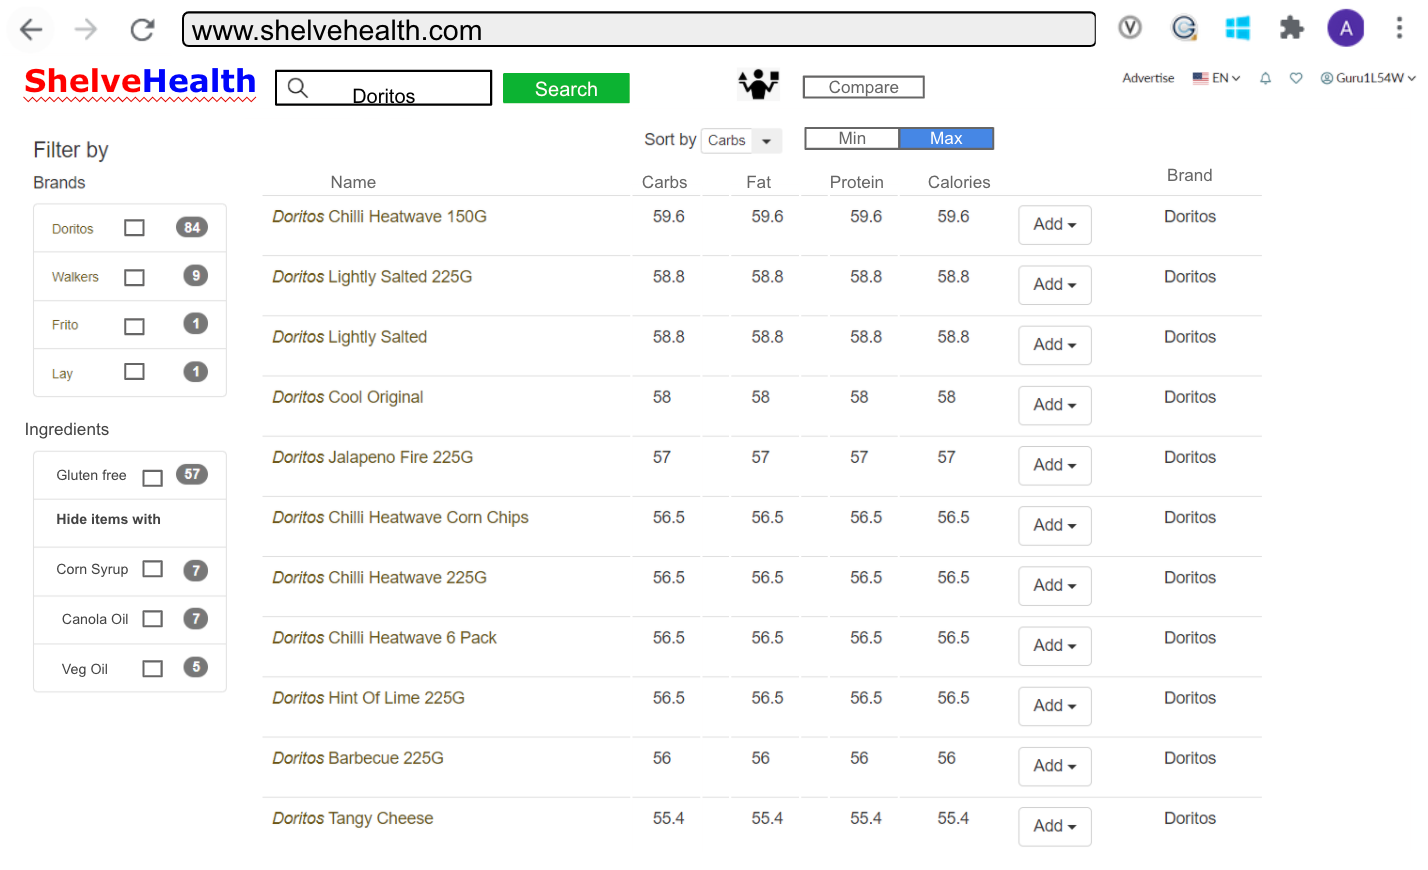 www.shelvehealth.com
V
G
A
ShelveHealth
Doritos
Search
Compare
Advertise EN Guru1L54W
Sort by Carbs
Min Max
Filter by
Brands
Doritos 84
Walkers 9
Frito 1
Lay 1
Ingredients
Gluten free 57
Hide items with
Corn Syrup 7
Canola Oil 7
Veg Oil 5
Name Carbs Fat Protein Calories Brand
Doritos Chilli Heatwave 150G 59.6 59.6 59.6 59.6 Add Doritos
Doritos Lightly Salted 225G 58.8 58.8 58.8 58.8 Add Doritos
Doritos Lightly Salted 58.8 58.8 58.8 58.8 Add Doritos
Doritos Cool Original 58 58 58 58 Add Doritos
Doritos Jalapeno Fire 225G 57 57 57 57 Add Doritos
Doritos Chilli Heatwave Corn Chips 56.5 56.5 56.5 56.5 Add Doritos
Doritos Chilli Heatwave 225G 56.5 56.5 56.5 56.5 Add Doritos
Doritos Chilli Heatwave 6 Pack 56.5 56.5 56.5 56.5 Add Doritos
Doritos Hint Of Lime 225G 56.5 56.5 56.5 56.5 Add Doritos
Doritos Barbecue 225G 56 56 56 56 Add Doritos
Doritos Tangy Cheese 55.4 55.4 55.4 55.4 Add Doritos